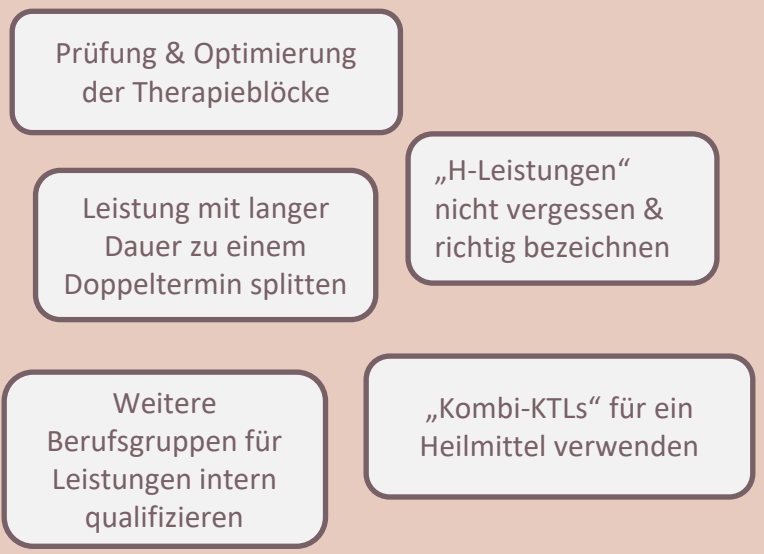 Prüfung & Optimierung
der Therapieblöcke
„H-Leistungen“
nicht vergessen &
richtig bezeichnen
Leistung mit langer
Dauer zu einem
Doppeltermin splitten
„Kombi-KTLs“ für ein
Heilmittel verwenden
Weitere
Berufsgruppen für
Leistungen intern
qualifizieren